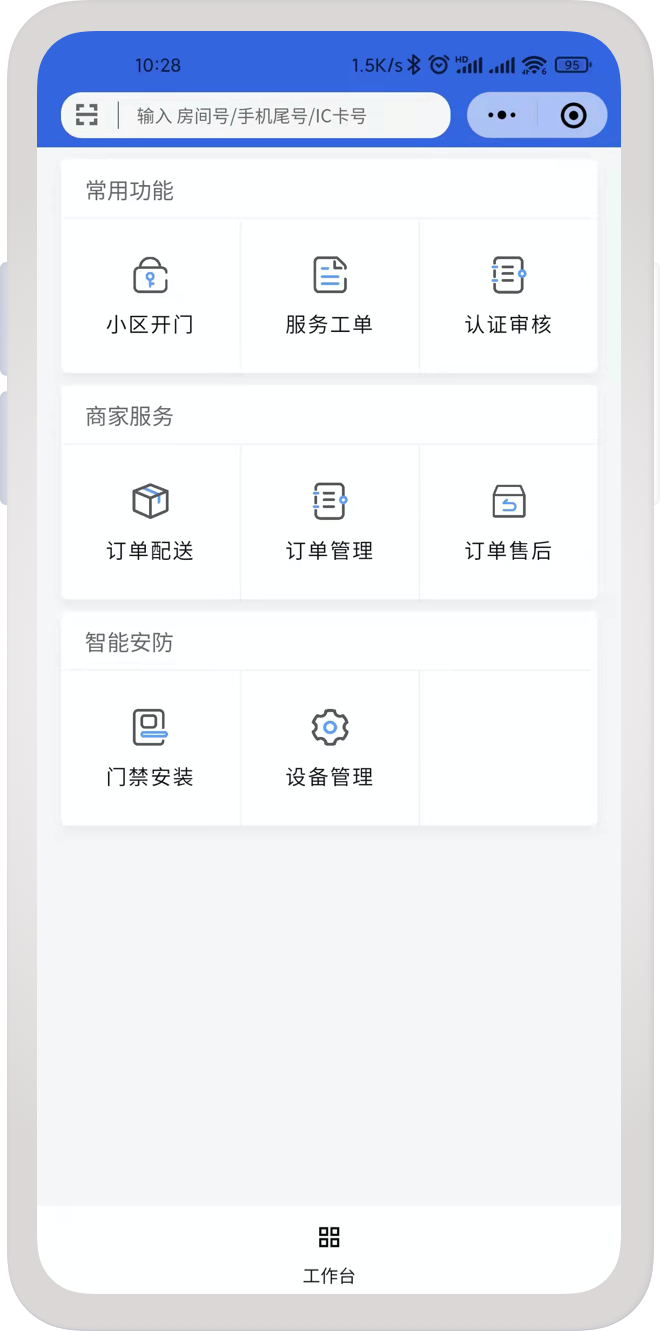 10:28 1.5K/s HD 6 95
输入 房间号/手机尾号/IC卡号
常用功能
小区开门 服务工单 认证审核
商家服务
订单配送 订单管理 订单售后
智能安防
门禁安装 设备管理
工作台